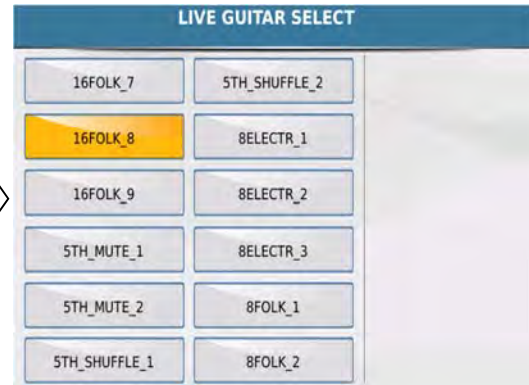 LIVE GUITAR SELECT
16FOLK_7
5TH_SHUFFLE_2
16FOLK_8
8ELECTR_1
16FOLK_9
8ELECTR_2
5TH_MUTE_1
8ELECTR_3
5TH_MUTE_2
8FOLK_1
5TH_SHUFFLE_1
8FOLK_2